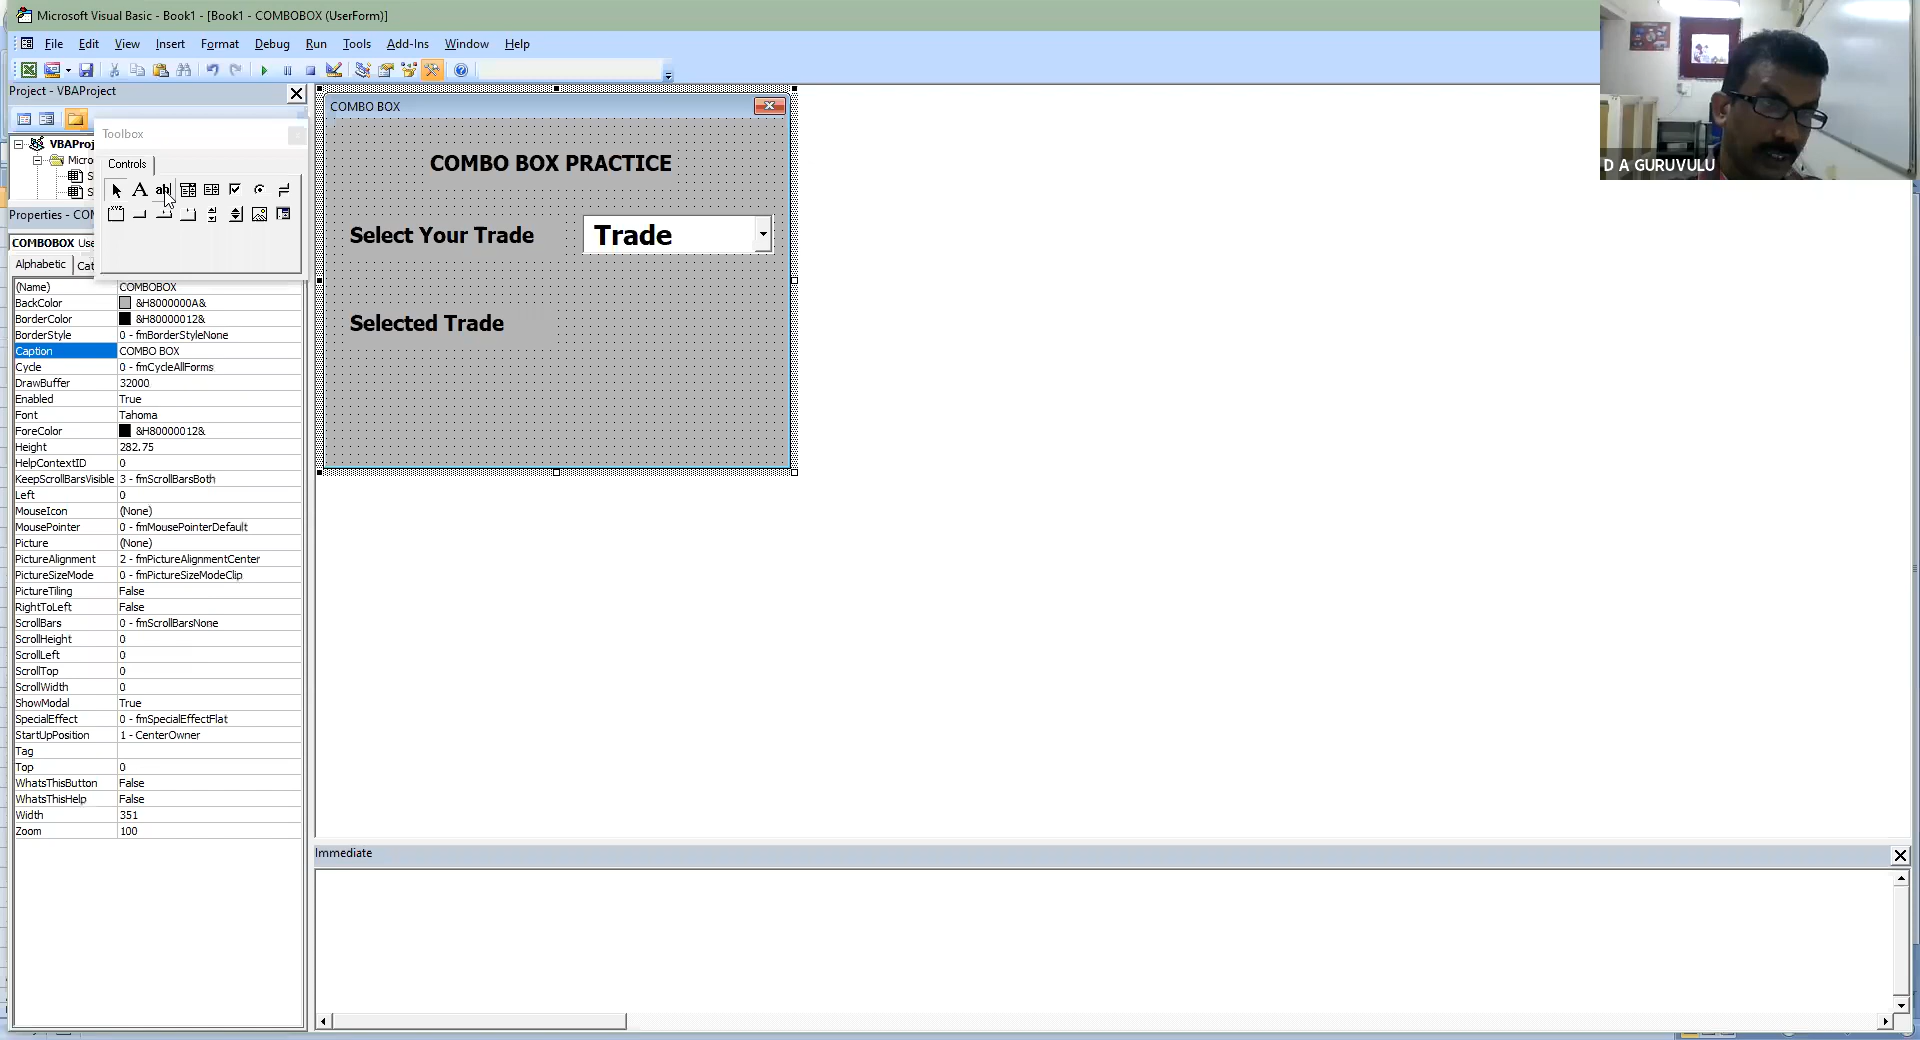 Microsoft Visual Basic - Book1 - [Book1 - COMBOBOX (UserForm)]
File Edit View Insert Format Debug Run Tools Add-Ins Window Help
Project - VBAProject
Toolbox
VBAProj
Micro
Controls
A ab|
Properties - COM
COMBOBOX Use
Alphabetic Cat
(Name) COMBOBOX
BackColor &H8000000A&
BorderColor &H80000012&
BorderStyle 0 - fmBorderStyleNone
Caption COMBO BOX
Cycle 0 - fmCycleAllForms
DrawBuffer 32000
Enabled True
Font Tahoma
ForeColor &H80000012&
Height 282.75
HelpContextID 0
KeepScrollBarsVisible 3 - fmScrollBarsBoth
Left 0
MouseIcon (None)
MousePointer 0 - fmMousePointerDefault
Picture (None)
PictureAlignment 2 - fmPictureAlignmentCenter
PictureSizeMode 0 - fmPictureSizeModeClip
PictureTiling False
RightToLeft False
ScrollBars 0 - fmScrollBarsNone
ScrollHeight 0
ScrollLeft 0
ScrollTop 0
ScrollWidth 0
ShowModal True
SpecialEffect 0 - fmSpecialEffectFlat
StartUpPosition 1 - CenterOwner
Tag
Top 0
WhatsThisButton False
WhatsThisHelp False
Width 351
Zoom 100
COMBO BOX
COMBO BOX PRACTICE
Select Your Trade Trade
Selected Trade
Immediate
D A GURUVULU